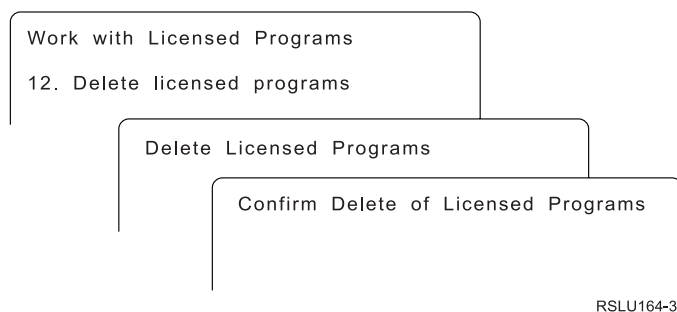 Work with Licensed Programs
12. Delete licensed programs
Delete Licensed Programs
Confirm Delete of Licensed Programs
RSLU164-3